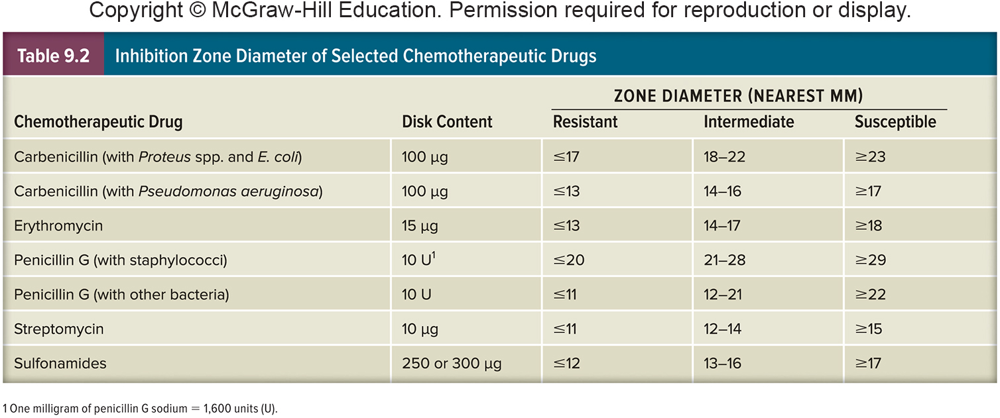 Copyright © McGraw-Hill Education. Permission required for reproduction or display.
Table 9.2 Inhibition Zone Diameter of Selected Chemotherapeutic Drugs
ZONE DIAMETER (NEAREST MM)
Chemotherapeutic Drug Disk Content Resistant Intermediate Susceptible
Carbenicillin (with Proteus spp. and E. coli) 100 μg ≤17 18–22 ≥23
Carbenicillin (with Pseudomonas aeruginosa) 100 μg ≤13 14–16 ≥17
Erythromycin 15 μg ≤13 14–17 ≥18
Penicillin G (with staphylococci) 10 U¹ ≤20 21–28 ≥29
Penicillin G (with other bacteria) 10 U ≤11 12–21 ≥22
Streptomycin 10 μg ≤11 12–14 ≥15
Sulfonamides 250 or 300 μg ≤12 13–16 ≥17
1 One milligram of penicillin G sodium = 1,600 units (U).